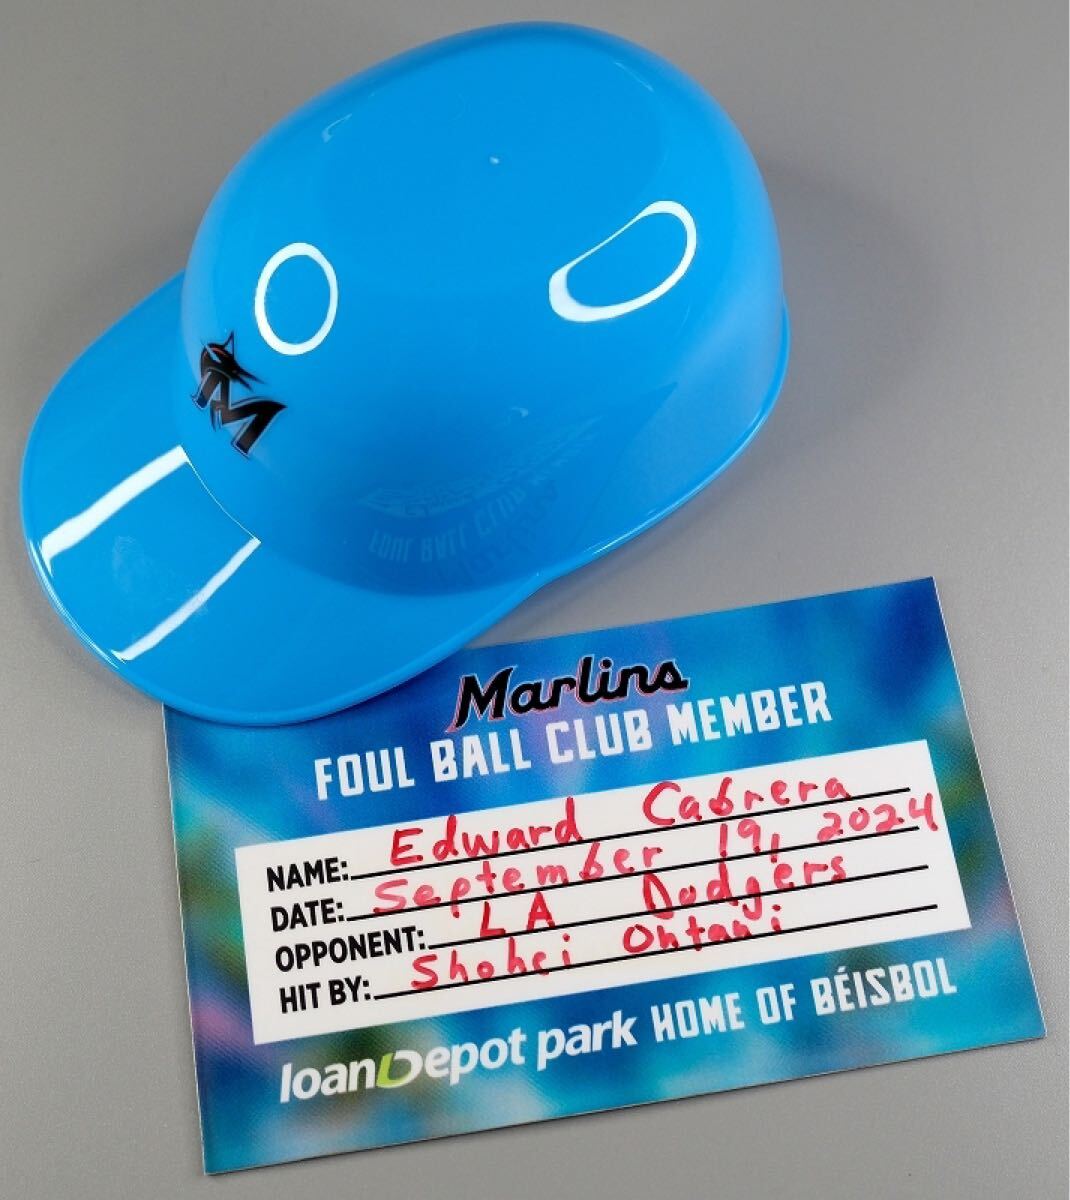 M
Marlins
FOUL BALL CLUB MEMBER
NAME: Edward Cabrera
DATE: September 19, 2024
OPPONENT: LA Dodgers
HIT BY: Shohei Ohtani
loanDepot park HOME OF BÉISBOL